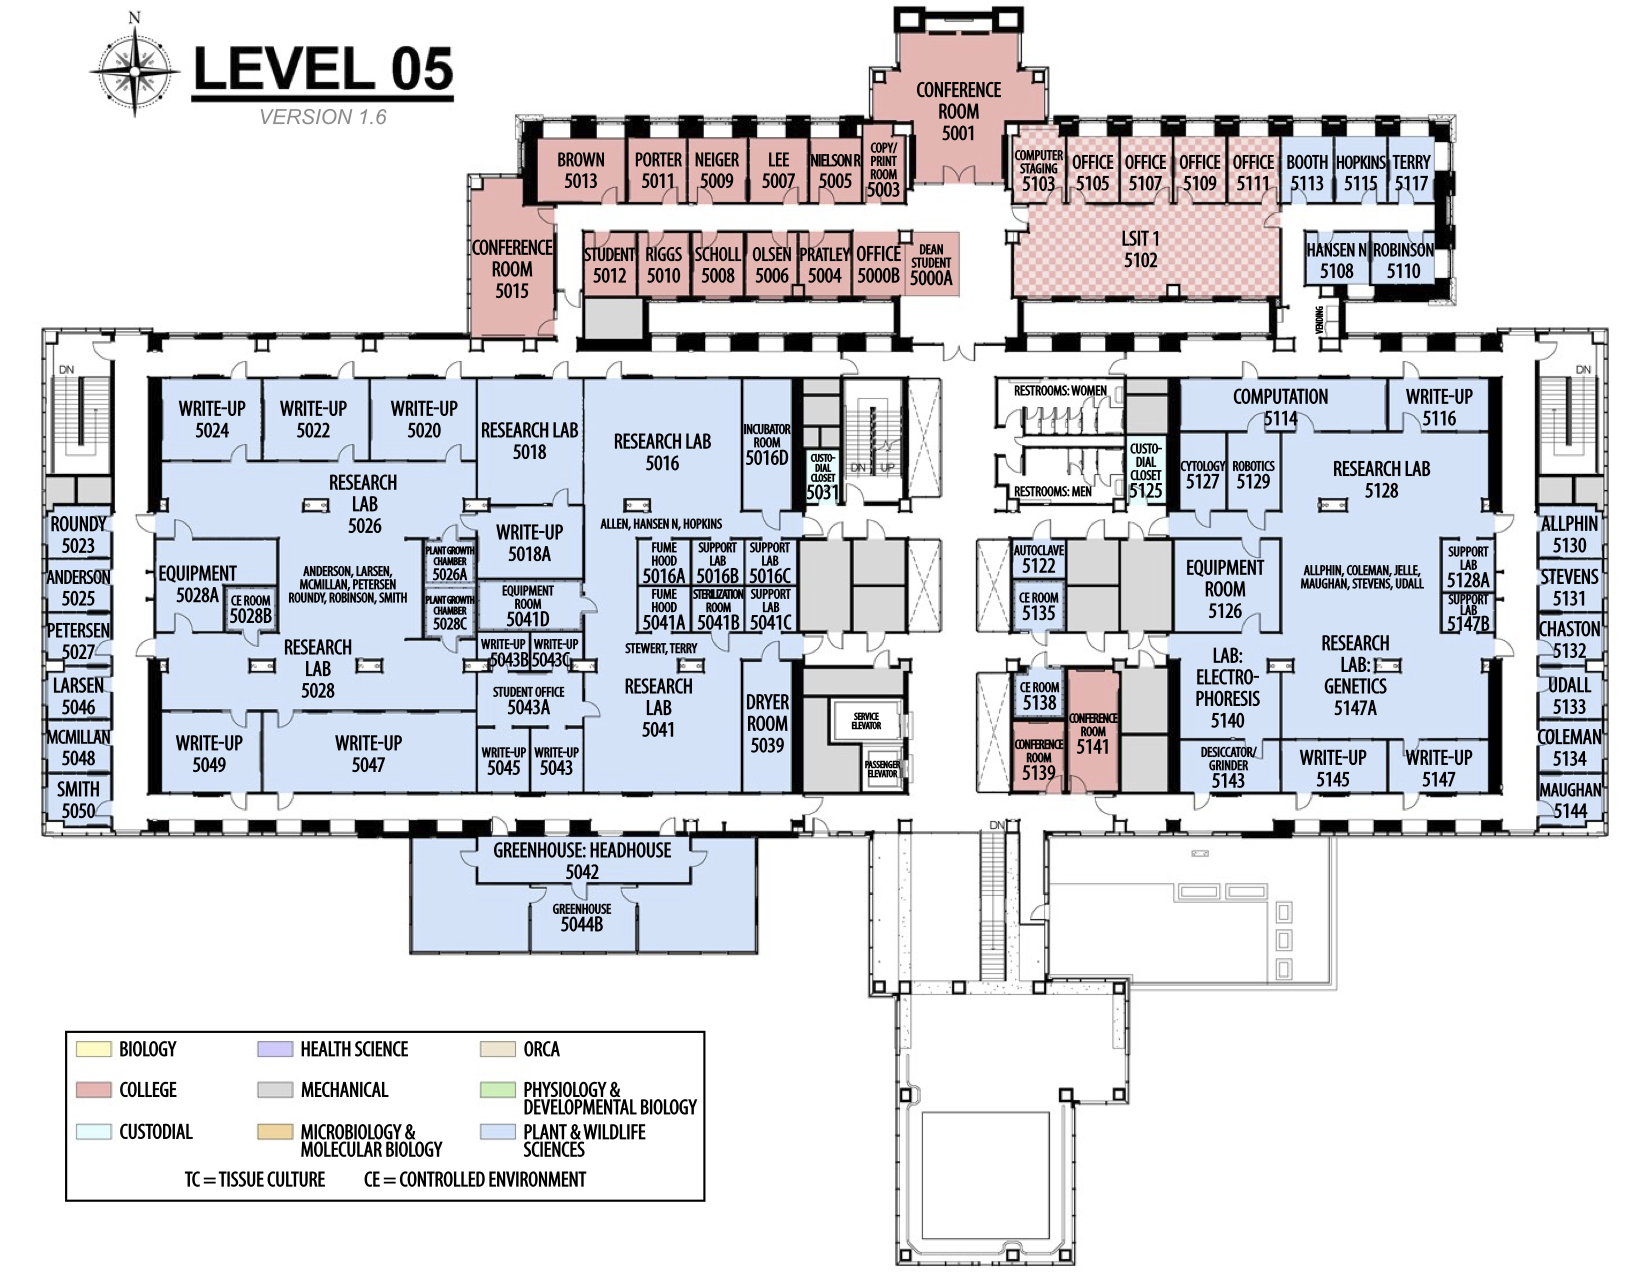 N
LEVEL 05
VERSION 1.6
CONFERENCE
ROOM
5001
BROWN
5013
PORTER
5011
NEIGER
5009
LEE
5007
NIELSON R
5005
COPY/
PRINT
ROOM
5003
COMPUTER
STAGING
5103
OFFICE
5105
OFFICE
5107
OFFICE
5109
OFFICE
5111
BOOTH
5113
HOPKINS
5115
TERRY
5117
CONFERENCE
ROOM
5015
STUDENT
5012
RIGGS
5010
SCHOLL
5008
OLSEN
5006
PRATLEY
5004
OFFICE
5000B
DEAN
STUDENT
5000A
LSIT 1
5102
HANSEN N
5108
ROBINSON
5110
VENDING
DN
WRITE-UP
5024
WRITE-UP
5022
WRITE-UP
5020
RESEARCH LAB
5018
RESEARCH LAB
5016
INCUBATOR
ROOM
5016D
CUSTO-
DIAL
CLOSET
5031
DN
UP
RESTROOMS: WOMEN
RESTROOMS: MEN
CUSTO-
DIAL
CLOSET
5125
COMPUTATION
5114
WRITE-UP
5116
CYTOLOGY
5127
ROBOTICS
5129
RESEARCH LAB
5128
DN
RESEARCH
LAB
5026
WRITE-UP
5018A
ALLEN, HANSEN N, HOPKINS
ROUNDY
5023
ANDERSON
5025
PETERSEN
5027
LARSEN
5046
MCMILLAN
5048
SMITH
5050
EQUIPMENT
5028A
CE ROOM
5028B
ANDERSON, LARSEN,
MCMILLAN, PETERSEN
ROUNDY, ROBINSON, SMITH
PLANT GROWTH
CHAMBER
5026A
PLANT GROWTH
CHAMBER
5028C
EQUIPMENT
ROOM
5041D
FUME
HOOD
5016A
SUPPORT
LAB
5016B
SUPPORT
LAB
5016C
FUME
HOOD
5041A
STERILIZATION
ROOM
5041B
SUPPORT
LAB
5041C
WRITE-UP
5043B
WRITE-UP
5043C
STEWERT, TERRY
RESEARCH
LAB
5028
STUDENT OFFICE
5043A
RESEARCH
LAB
5041
DRYER
ROOM
5039
WRITE-UP
5049
WRITE-UP
5047
WRITE-UP
5045
WRITE-UP
5043
SERVICE
ELEVATOR
PASSENGER
ELEVATOR
AUTOCLAVE
5122
CE ROOM
5135
CE ROOM
5138
CONFERENCE
ROOM
5139
CONFERENCE
ROOM
5141
EQUIPMENT
ROOM
5126
ALLPHIN, COLEMAN, JELLE,
MAUGHAN, STEVENS, UDALL
SUPPORT
LAB
5128A
SUPPORT
LAB
5147B
LAB:
ELECTRO-
PHORESIS
5140
RESEARCH
LAB:
GENETICS
5147A
DESICCATOR/
GRINDER
5143
WRITE-UP
5145
WRITE-UP
5147
ALLPHIN
5130
STEVENS
5131
CHASTON
5132
UDALL
5133
COLEMAN
5134
MAUGHAN
5144
GREENHOUSE: HEADHOUSE
5042
GREENHOUSE
5044B
DN
BIOLOGY
HEALTH SCIENCE
ORCA
COLLEGE
MECHANICAL
PHYSIOLOGY &
DEVELOPMENTAL BIOLOGY
CUSTODIAL
MICROBIOLOGY &
MOLECULAR BIOLOGY
PLANT & WILDLIFE
SCIENCES
TC = TISSUE CULTURE CE = CONTROLLED ENVIRONMENT